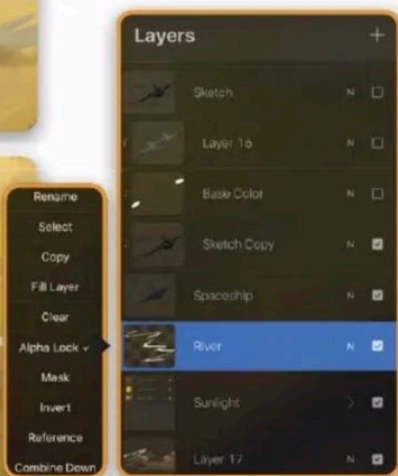 Layers
Sketch N
Layer 16 N
Base Color N
Sketch Copy N
Spaceship N
River N
Sunlight
Layer 17 N
Rename
Select
Copy
Fill Layer
Clear
Alpha Lock
Mask
Invert
Reference
Combine Down